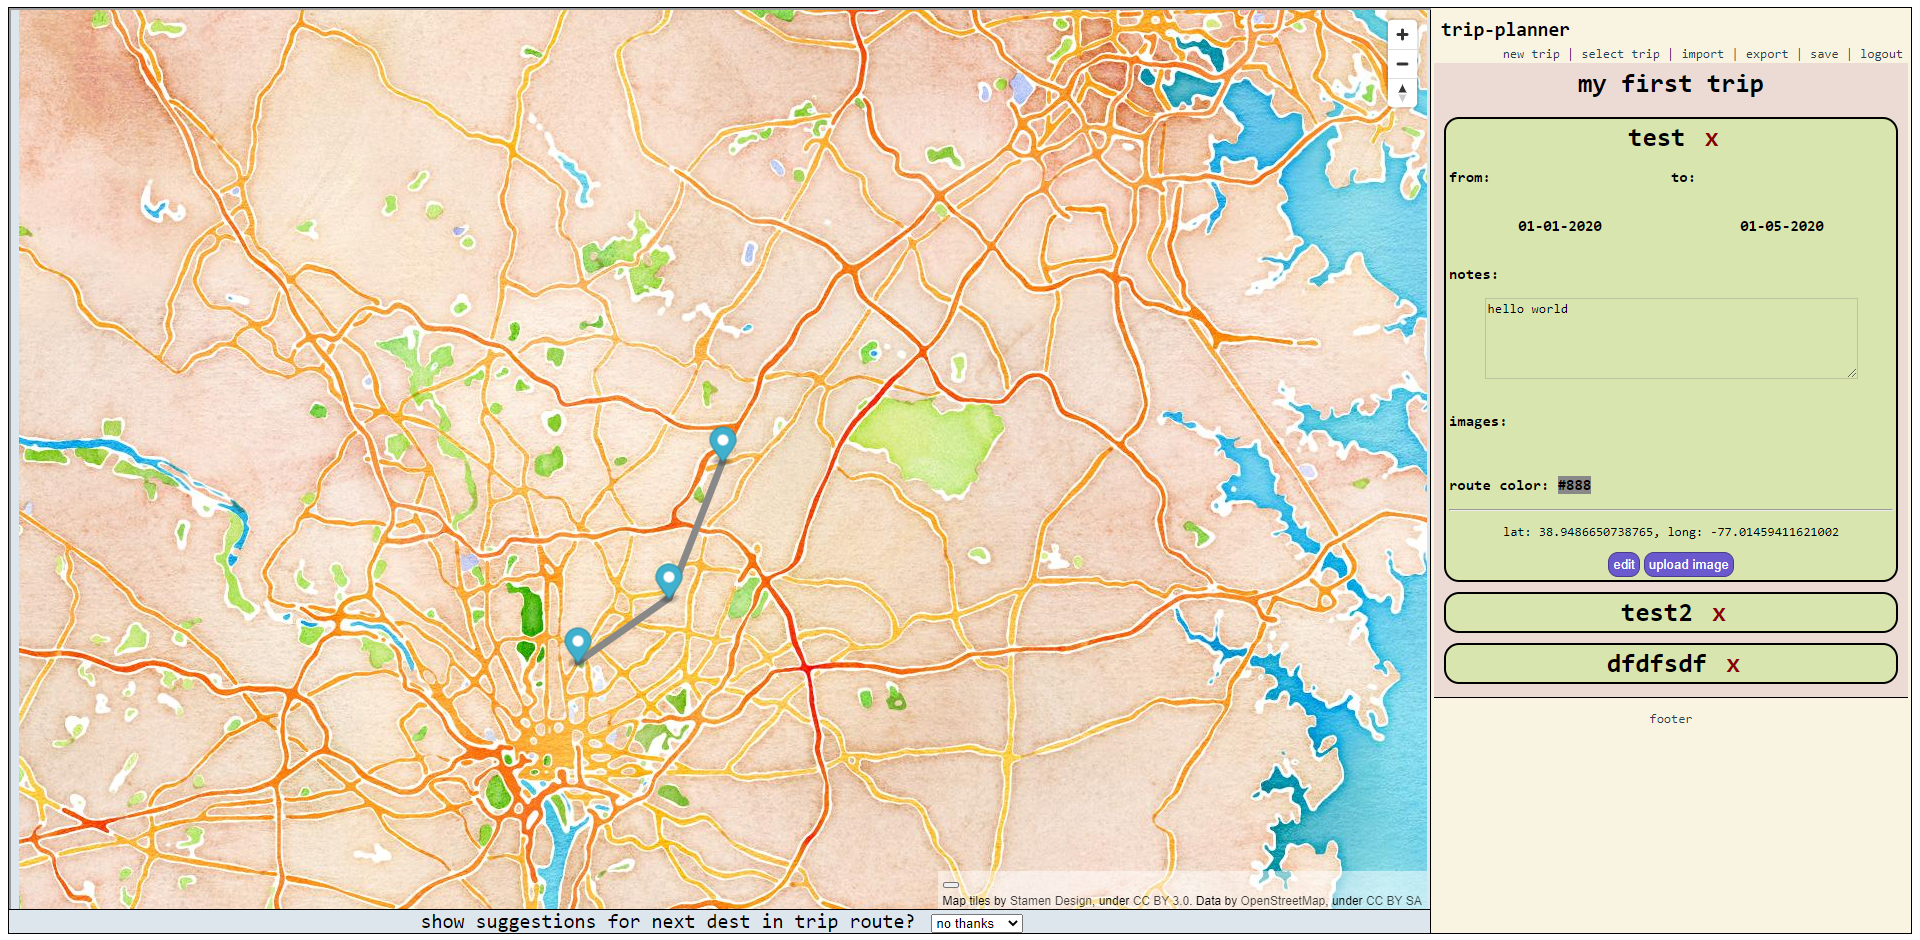 trip-planner
new trip | select trip | import | export | save | logout
my first trip
test x
from: to:
01-01-2020 01-05-2020
notes:
hello world
images:
route color: #888
lat: 38.9486650738765, long: -77.01459411621002
edit upload image
test2 x
dfdfsdf x
footer
Map tiles by Stamen Design, under CC BY 3.0. Data by OpenStreetMap, under CC BY SA
show suggestions for next dest in trip route? no thanks